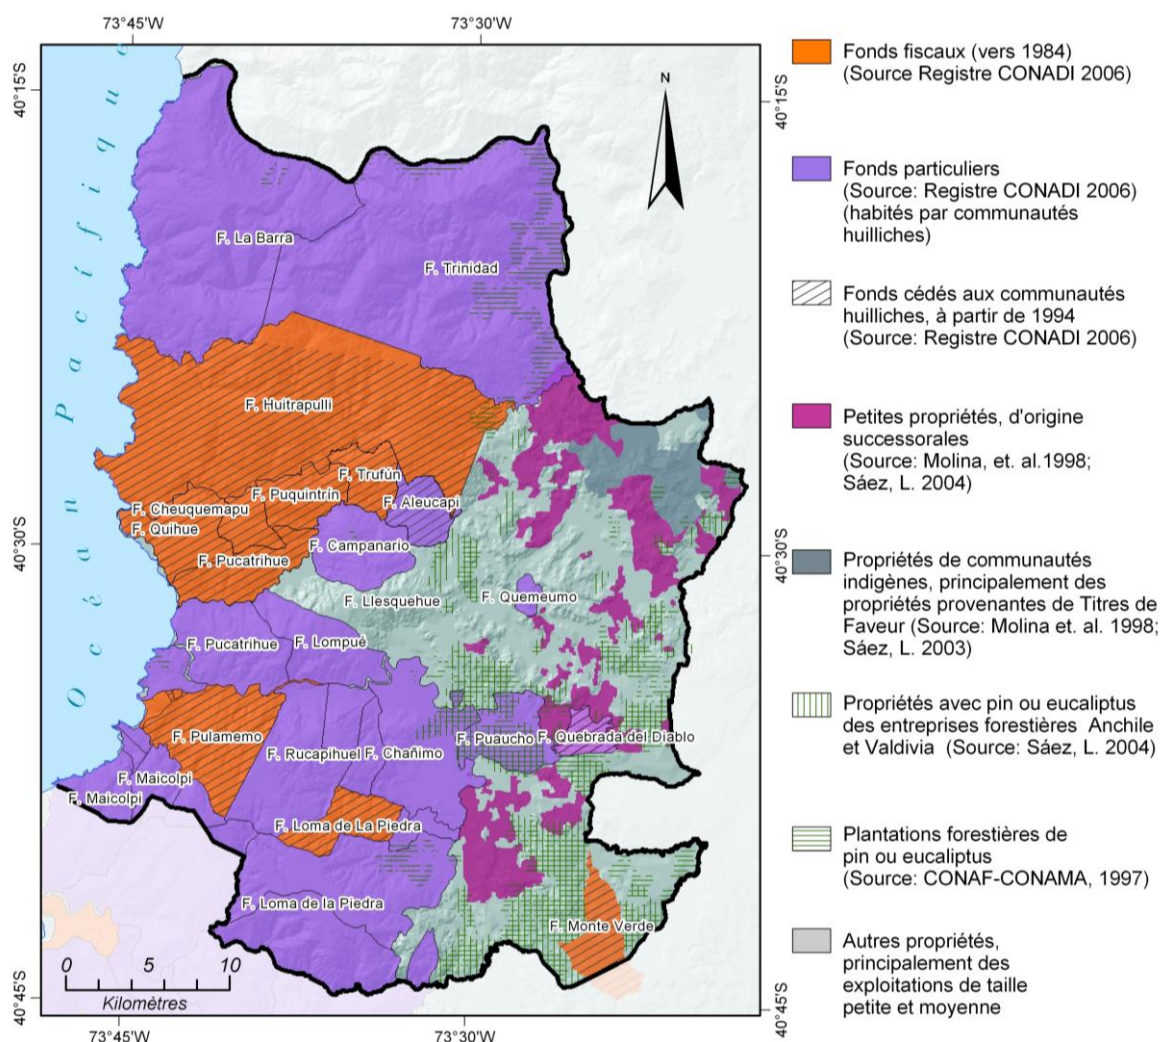 73°45'W
73°30'W
40°15'S
40°15'S
Océan Pacífique
N
F. La Barra
F. Trinidad
F. Huitrapulli
F. Trufún
F. Puquintrín
F. Aleucapi
F. Cheuquemapu
F. Quihue
F. Campanario
F. Pucatrihue
40°30'S
40°30'S
F. Llesquehue
F. Quemeumo
F. Pucatrihue
F. Lompué
F. Pulamemo
F. Rucapihuel
F. Chañimo
F. Puaucho
F. Quebrada del Diablo
F. Maicolpi
F. Maicolpi
F. Loma de La Piedra
F. Loma de la Piedra
F. Monte Verde
0 5 10
Kilomètres
40°45'S
40°45'S
73°45'W
73°30'W
Fonds fiscaux (vers 1984)
(Source Registre CONADI 2006)
Fonds particuliers
(Source: Registre CONADI 2006)
(habités par communautés
huilliches)
Fonds cédés aux communautés
huilliches, à partir de 1994
(Source: Registre CONADI 2006)
Petites propriétés, d'origine
successorales
(Source: Molina, et. al.1998;
Sáez, L. 2004)
Propriétés de communautés
indigènes, principalement des
propriétés provenantes de Titres de
Faveur (Source: Molina et. al. 1998;
Sáez, L. 2003)
Propriétés avec pin ou eucaliptus
des entreprises forestières Anchile
et Valdivia (Source: Sáez, L. 2004)
Plantations forestières de
pin ou eucaliptus
(Source: CONAF-CONAMA, 1997)
Autres propriétés,
principalement des
exploitations de taille
petite et moyenne